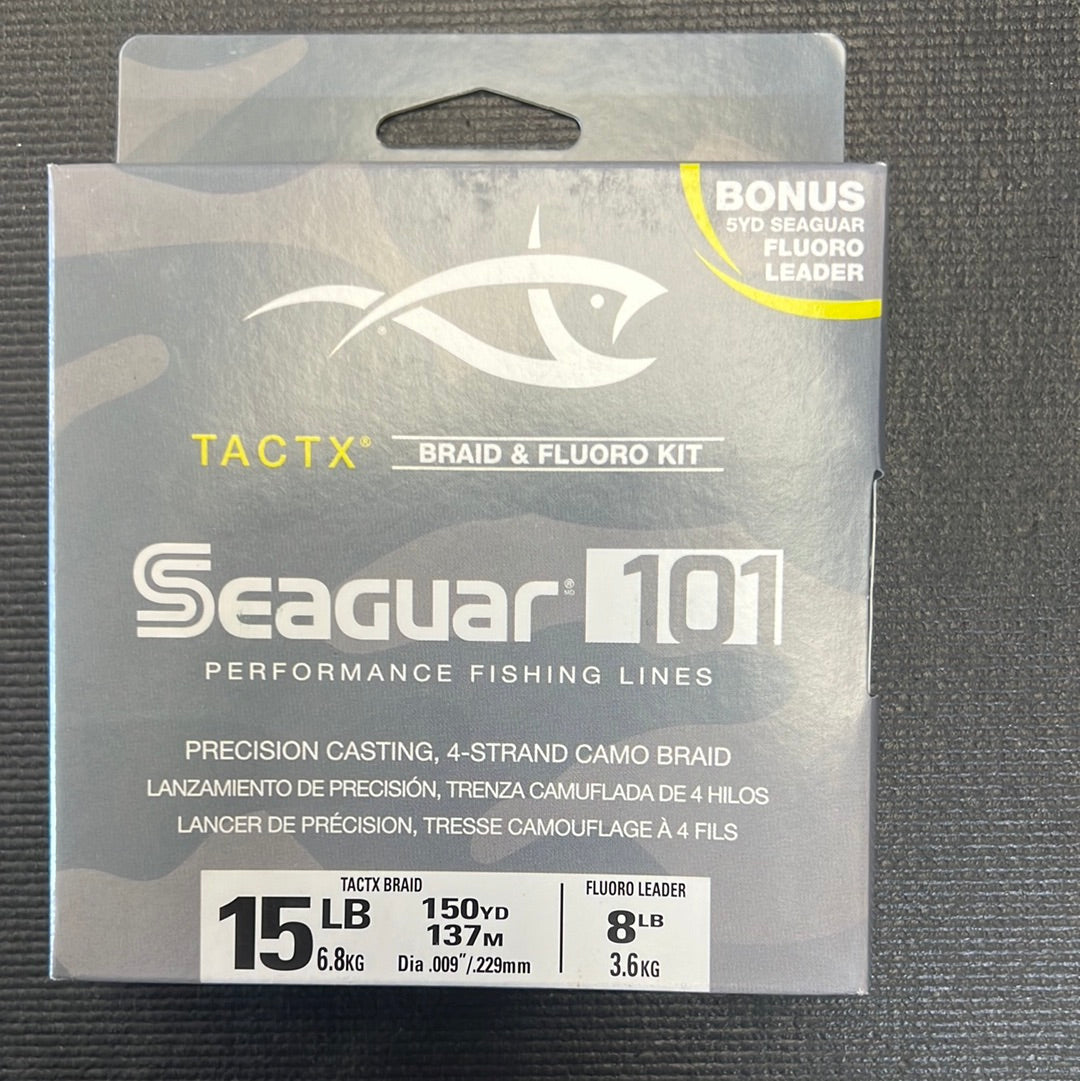 BONUS
5YD SEAGUAR
FLUORO
LEADER
TACTX® BRAID & FLUORO KIT
SEAGUAR® MD 101
PERFORMANCE FISHING LINES
PRECISION CASTING, 4-STRAND CAMO BRAID
LANZAMIENTO DE PRECISIÓN, TRENZA CAMUFLADA DE 4 HILOS
LANCER DE PRÉCISION, TRESSE CAMOUFLAGE À 4 FILS
TACTX BRAID
15 LB
6.8KG
150YD
137M
Dia .009"/.229mm
FLUORO LEADER
8LB
3.6KG